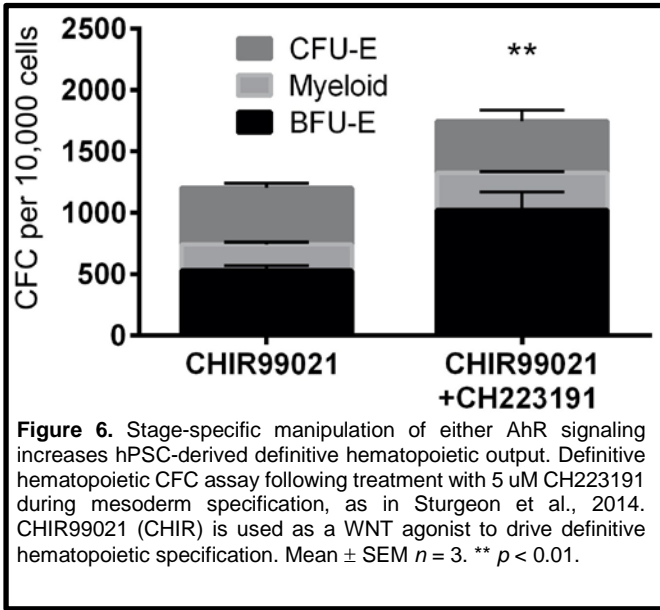 2500
2000
1500
1000
500
0
CFC per 10,000 cells
CFU-E
Myeloid
BFU-E
**
CHIR99021
CHIR99021
+CH223191
Figure 6. Stage-specific manipulation of either AhR signaling
increases hPSC-derived definitive hematopoietic output. Definitive
hematopoietic CFC assay following treatment with 5 uM CH223191
during mesoderm specification, as in Sturgeon et al., 2014.
CHIR99021 (CHIR) is used as a WNT agonist to drive definitive
hematopoietic specification. Mean ± SEM n = 3. ** p < 0.01.